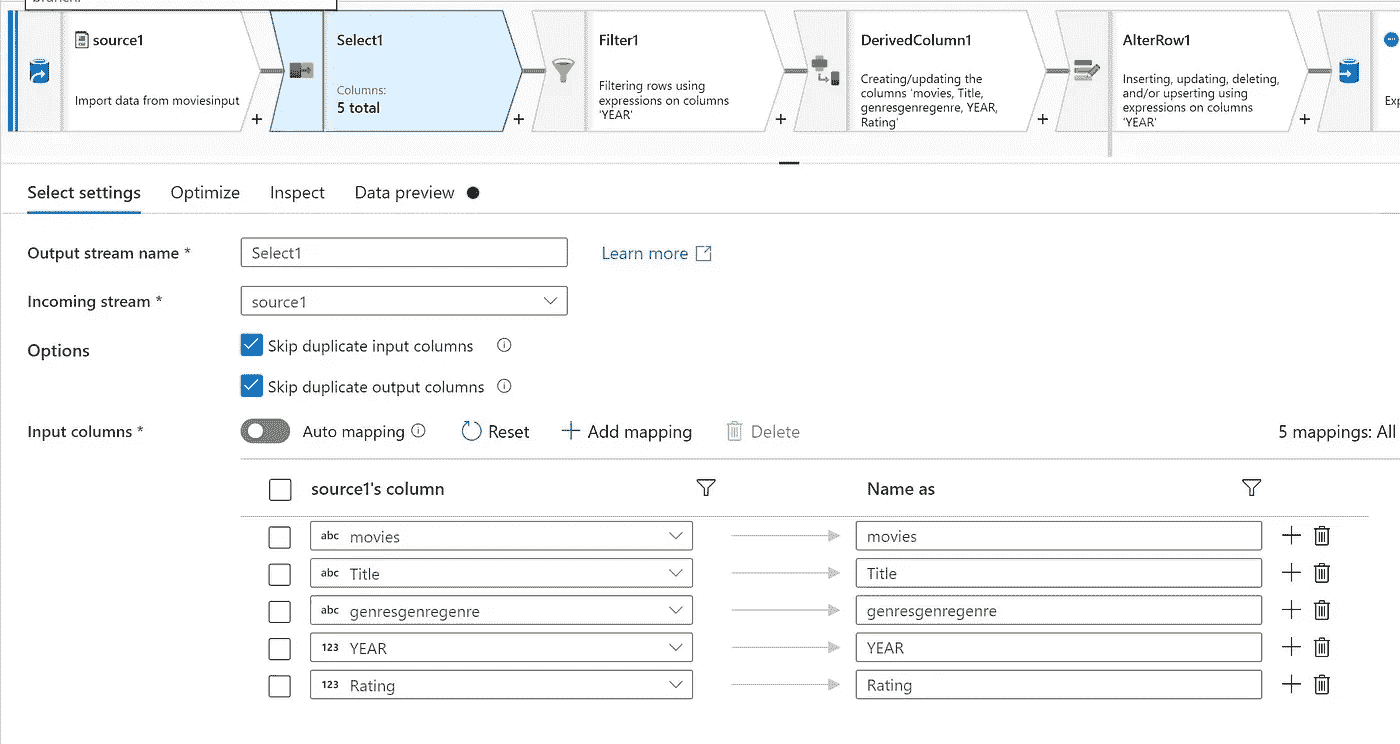 source1
Import data from moviesinput
+
Select1
Columns:
5 total
+
Filter1
Filtering rows using
expressions on columns
'YEAR'
+
DerivedColumn1
Creating/updating the
columns 'movies, Title,
genresgenregenre, YEAR,
Rating'
+
AlterRow1
Inserting, updating, deleting,
and/or upserting using
expressions on columns
'YEAR'
+
Select settings Optimize Inspect Data preview
Output stream name * Select1 Learn more
Incoming stream * source1
Options Skip duplicate input columns
Skip duplicate output columns
Input columns * Auto mapping Reset + Add mapping Delete 5 mappings: All
source1's column Name as
abc movies movies
abc Title Title
abc genresgenregenre genresgenregenre
123 YEAR YEAR
123 Rating Rating